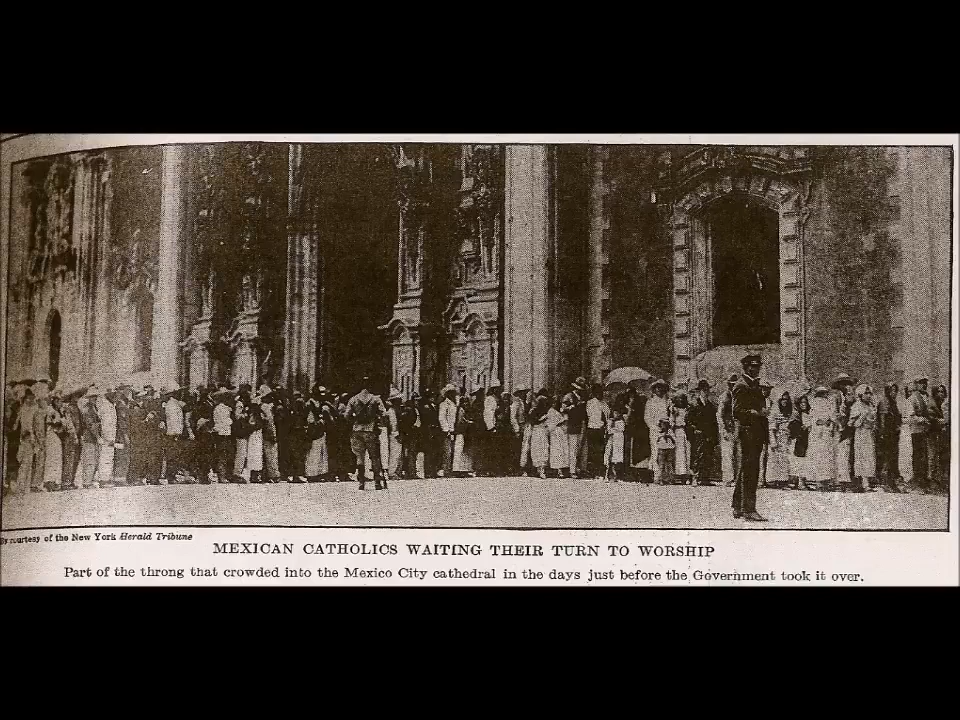 By courtesy of the New York Herald Tribune
MEXICAN CATHOLICS WAITING THEIR TURN TO WORSHIP
Part of the throng that crowded into the Mexico City cathedral in the days just before the Government took it over.